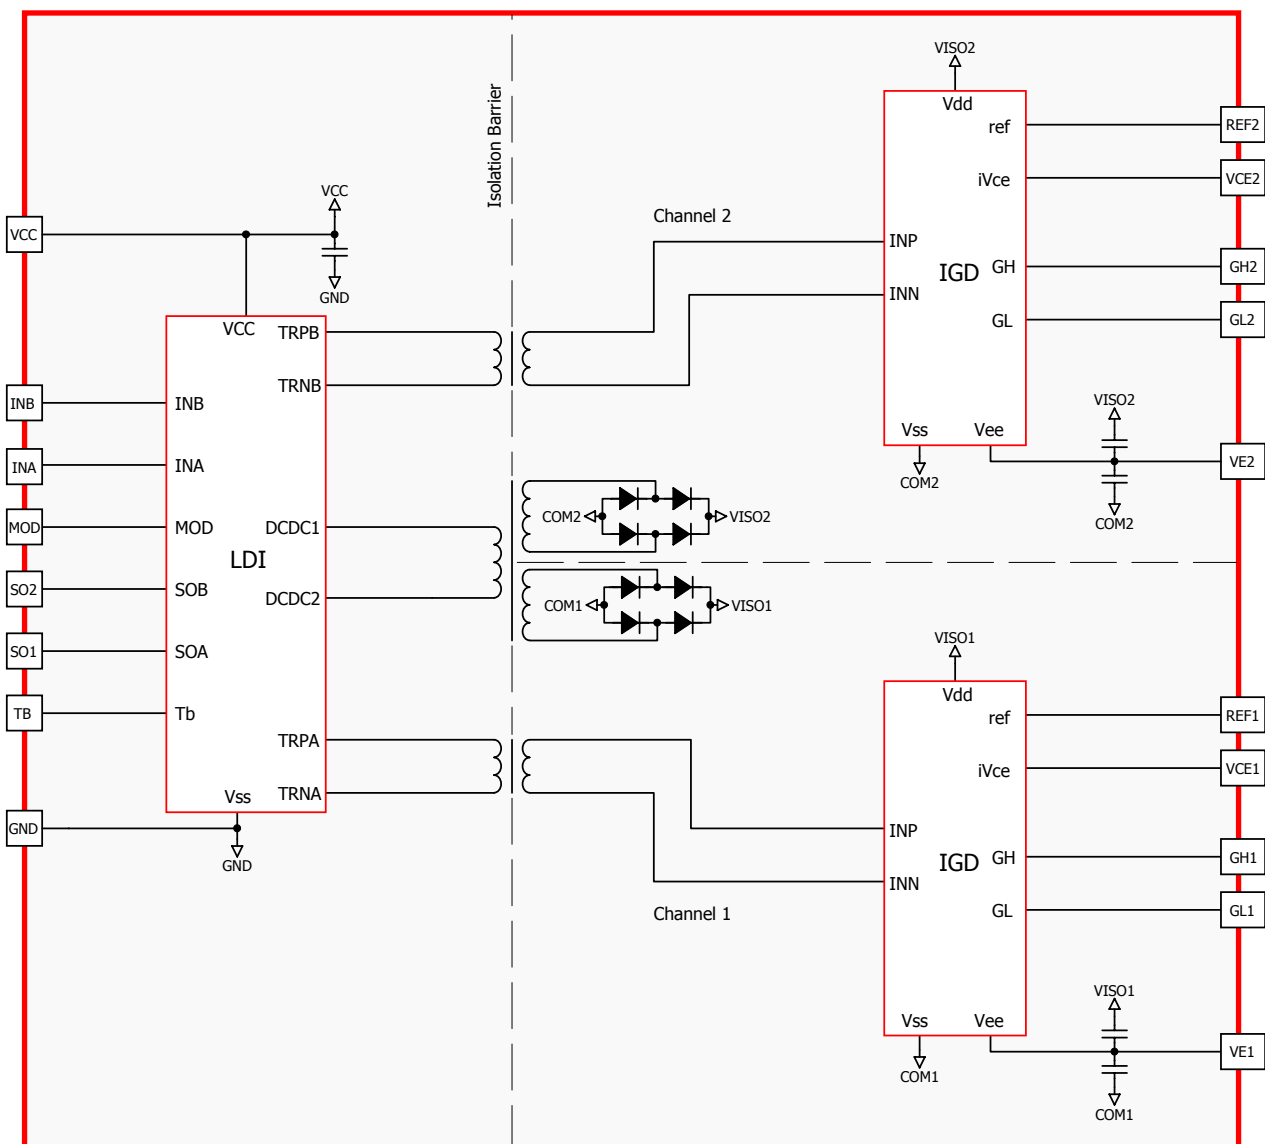 VISO2
Vdd
ref
REF2
iVce
VCE2
Isolation Barrier
VCC
Channel 2
VCC
INP
IGD
GH
GH2
INN
GND
GL
GL2
VCC
TRPB
TRNB
INB
INB
VISO2
Vss
Vee
VE2
INA
INA
COM2
COM2
VISO2
COM2
MOD
MOD
DCDC1
LDI
SO2
SOB
DCDC2
COM1
VISO1
SO1
SOA
VISO1
Vdd
TB
Tb
ref
REF1
TRPA
iVce
VCE1
Vss
TRNA
GND
INP
GND
IGD
GH
GH1
INN
Channel 1
GL
GL1
VISO1
Vss
Vee
VE1
COM1
COM1